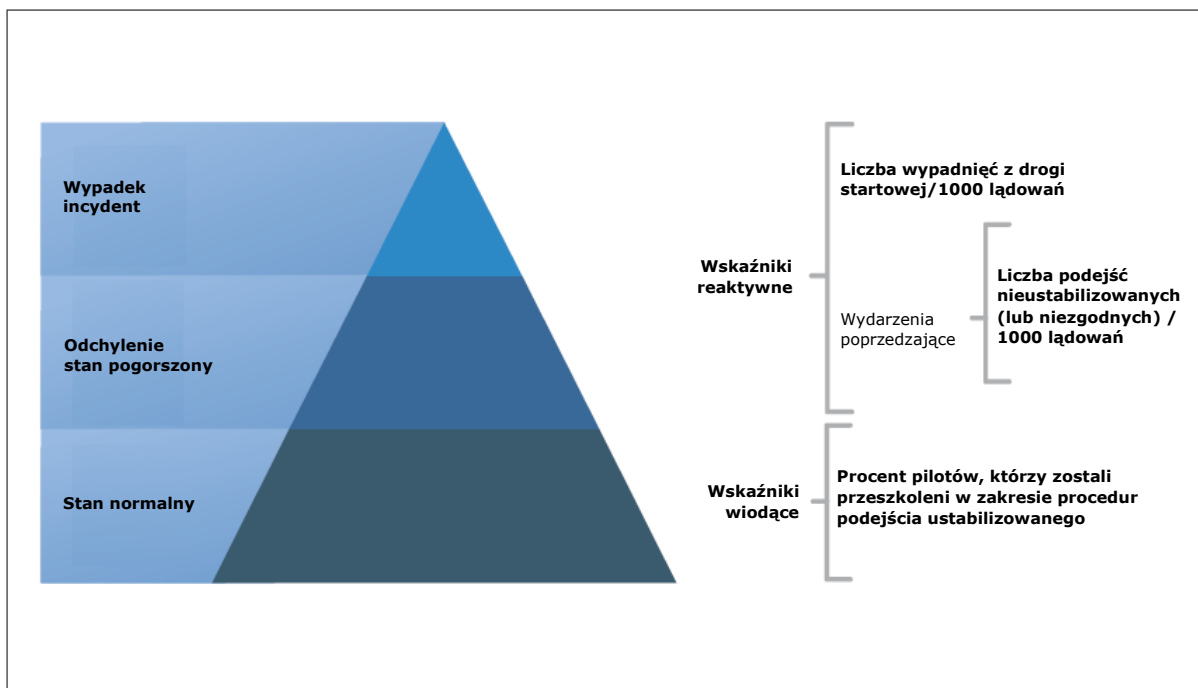 Wypadek
incydent
Odchylenie
stan pogorszony
Stan normalny
Wskaźniki
reaktywne
Liczba wypadnięć z drogi
startowej/1000 lądowań
Wydarzenia
poprzedzające
Liczba podejść
nieustabilizowanych
(lub niezgodnych) /
1000 lądowań
Wskaźniki
wiodące
Procent pilotów, którzy zostali
przeszkoleni w zakresie procedur
podejścia ustabilizowanego